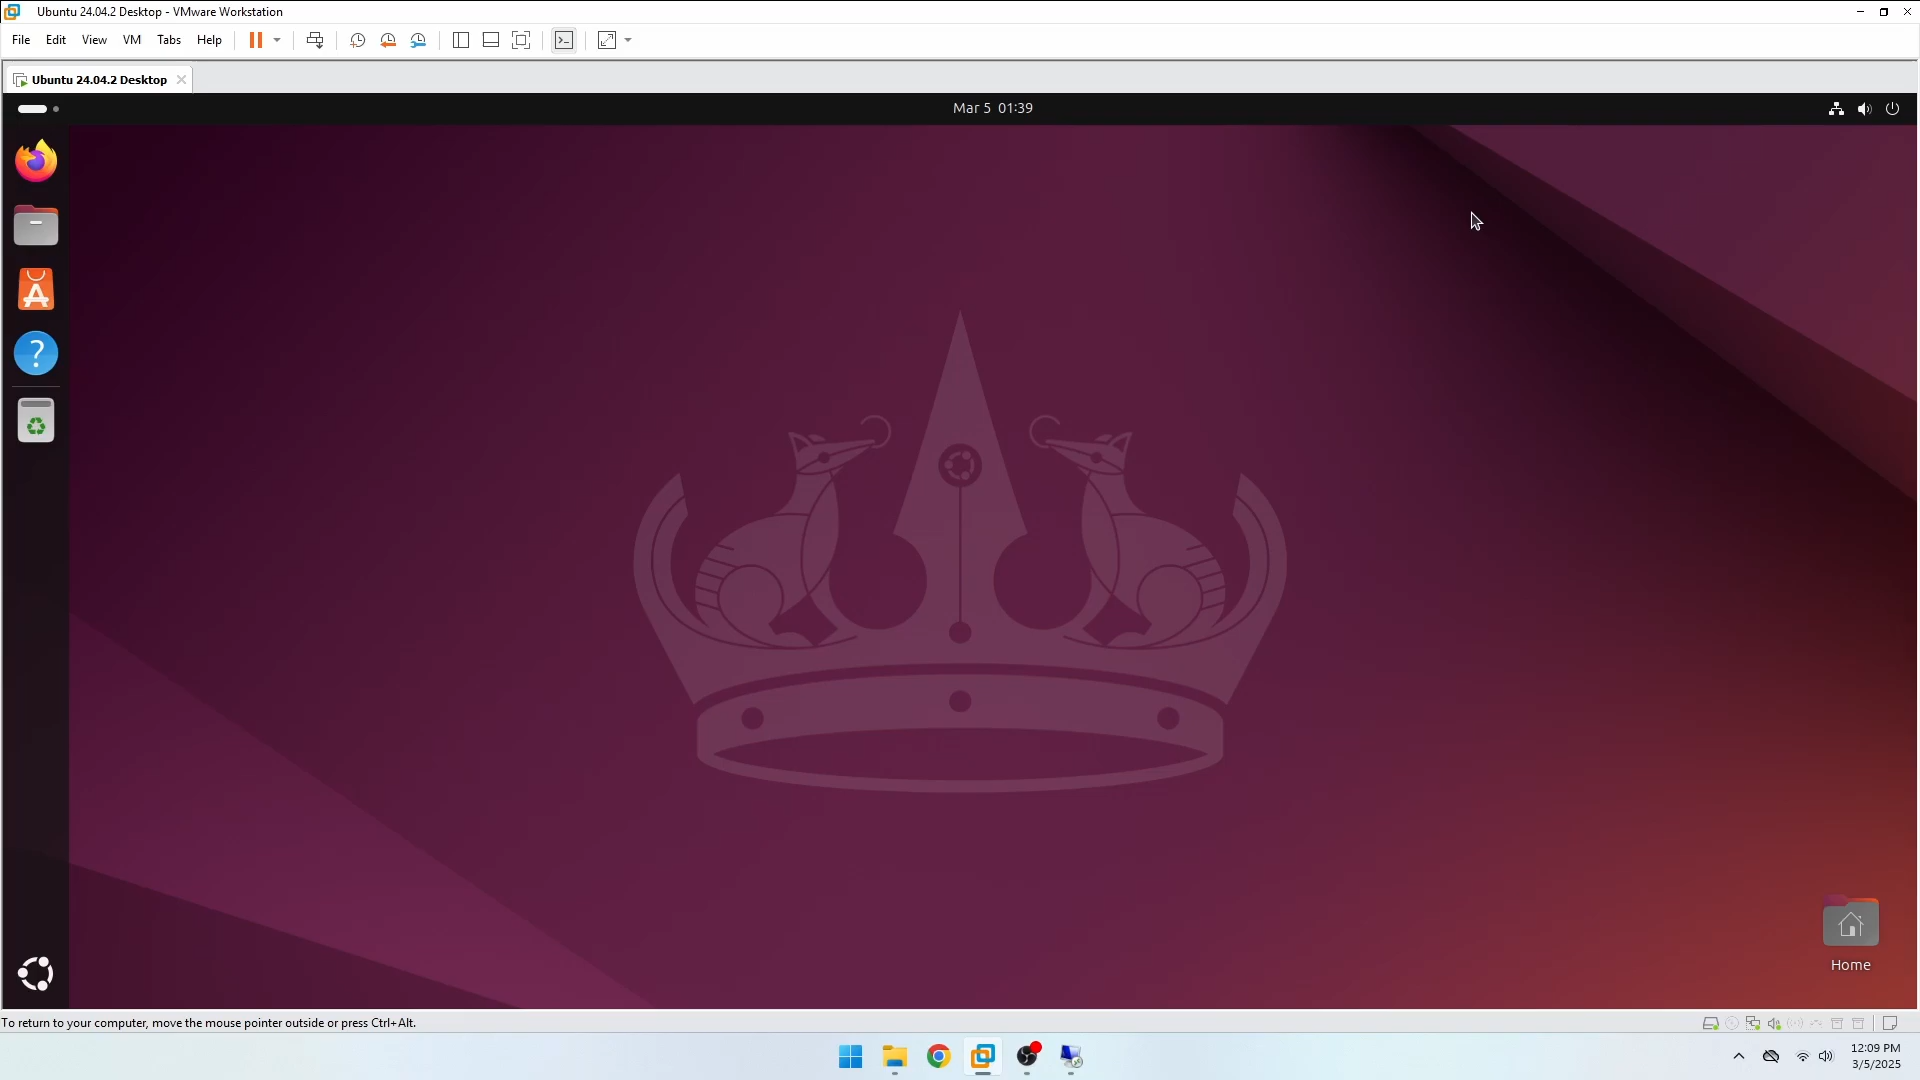 Ubuntu 24.04.2 Desktop - VMware Workstation
File Edit View VM Tabs Help
Ubuntu 24.04.2 Desktop
Mar 5 01:39
Home
To return to your computer, move the mouse pointer outside or press Ctrl+Alt.
12:09 PM
3/5/2025